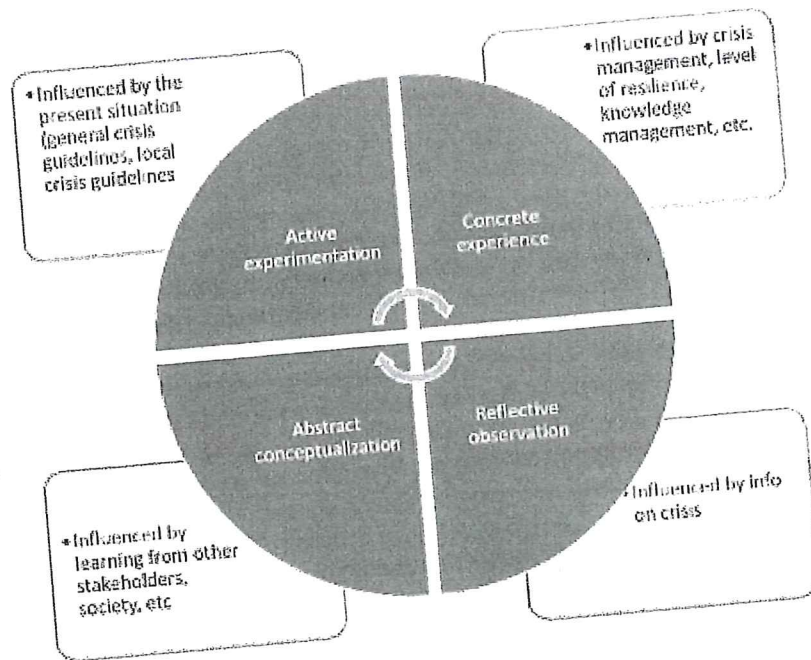 •Influenced by the
present situation
(general crisis
guidelines, local
crisis guidelines
•Influenced by crisis
management, level
of resilience,
knowledge
management, etc.
Active
experimentation
Concrete
experience
Abstract
conceptualization
Reflective
observation
•Influenced by
learning from other
stakeholders,
society, etc
•Influenced by info
on crisis